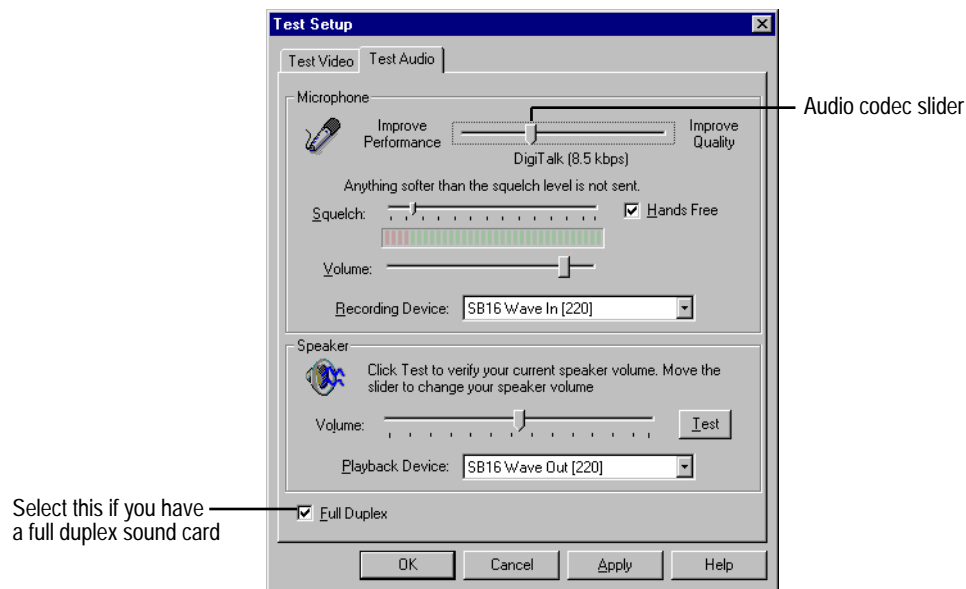 Test Setup
Test Video
Test Audio
Microphone
Improve Performance
Improve Quality
Audio codec slider
DigiTalk (8.5 kbps)
Anything softer than the squelch level is not sent.
Squelch:
Hands Free
Volume:
Recording Device:
SB16 Wave In [220]
Speaker
Click Test to verify your current speaker volume. Move the
slider to change your speaker volume
Volume:
Test
Playback Device:
SB16 Wave Out [220]
Select this if you have
a full duplex sound card
Full Duplex
OK
Cancel
Apply
Help